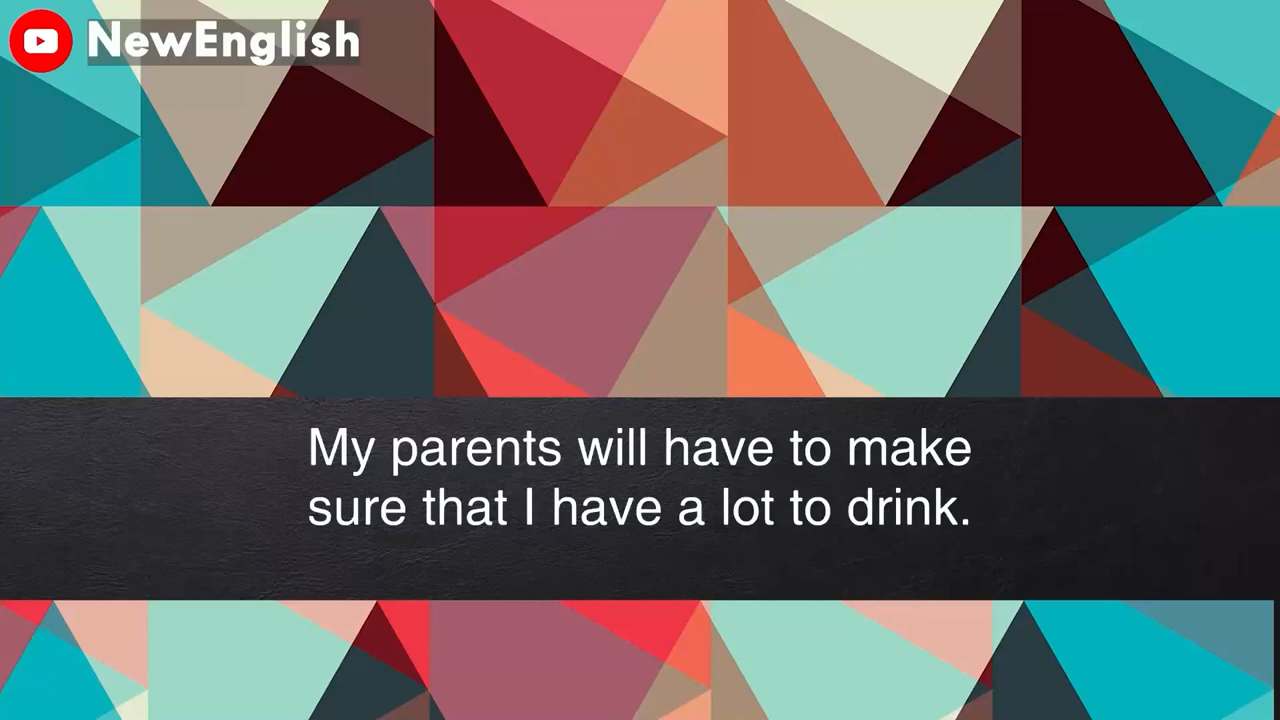 NewEnglish
My parents will have to make
sure that I have a lot to drink.